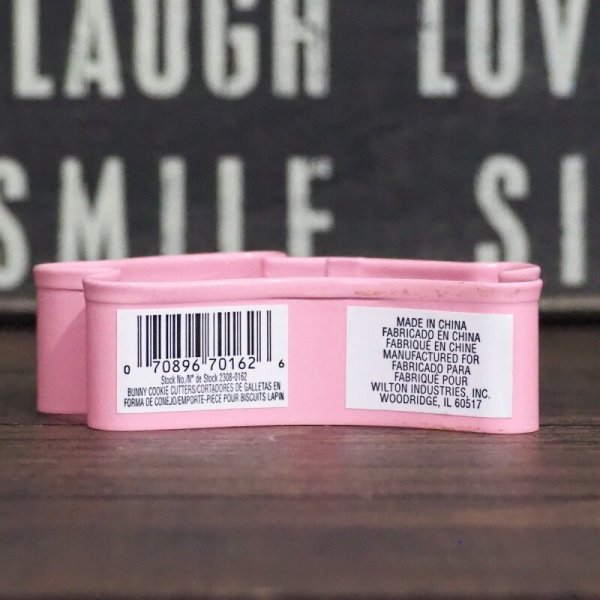 LAUGH LOV
SMILE SI
0 70896 70162 6
Stock No./N° de Stock 2308-0162
BUNNY COOKIE CUTTERS/CORTADORES DE GALLETAS EN
FORMA DE CONEJO/EMPORTE-PIÈCE POUR BISCUITS LAPIN
MADE IN CHINA
FABRICADO EN CHINA
FABRIQUÉ EN CHINE
MANUFACTURED FOR
FABRICADO PARA
FABRIQUÉ POUR
WILTON INDUSTRIES, INC.
WOODRIDGE, IL 60517